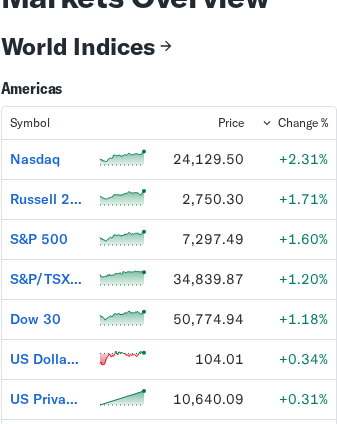 Markets Overview
World Indices →
Americas
Symbol Price Change %
Nasdaq 24,129.50 +2.31%
Russell 2... 2,750.30 +1.71%
S&P 500 7,297.49 +1.60%
S&P/TSX... 34,839.87 +1.20%
Dow 30 50,774.94 +1.18%
US Dolla... 104.01 +0.34%
US Priva... 10,640.09 +0.31%